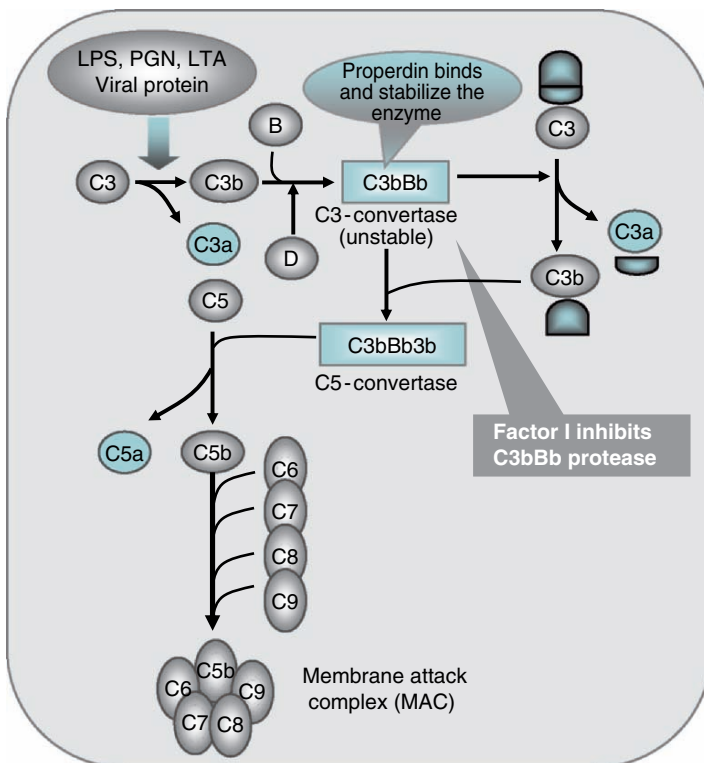 LPS, PGN, LTA
Viral protein
Properdin binds
and stabilize the
enzyme
C3
B
C3
C3b
C3bBb
C3-convertase
(unstable)
C3a
D
C3a
C3b
C5
C3bBb3b
C5-convertase
Factor I inhibits
C3bBb protease
C5a
C5b
C6
C7
C8
C9
C5b
C6
C9
C7
C8
Membrane attack
complex (MAC)